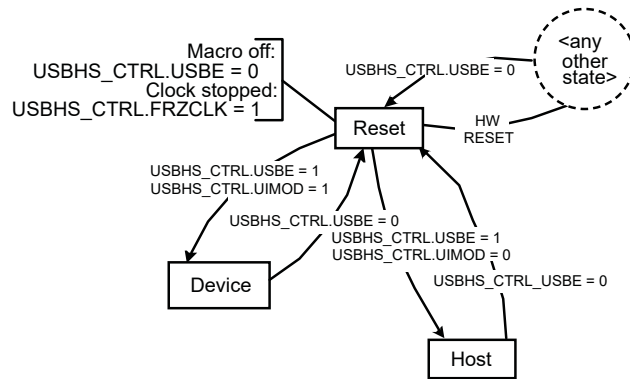 Macro off:
USBHS_CTRL.USBE = 0
Clock stopped:
USBHS_CTRL.FRZCLK = 1
<any
other
state>
USBHS_CTRL.USBE = 0
Reset
HW
RESET
USBHS_CTRL.USBE = 1
USBHS_CTRL.UIMOD = 1
USBHS_CTRL.USBE = 0
USBHS_CTRL.USBE = 1
USBHS_CTRL.UIMOD = 0
USBHS_CTRL_USBE = 0
Device
Host